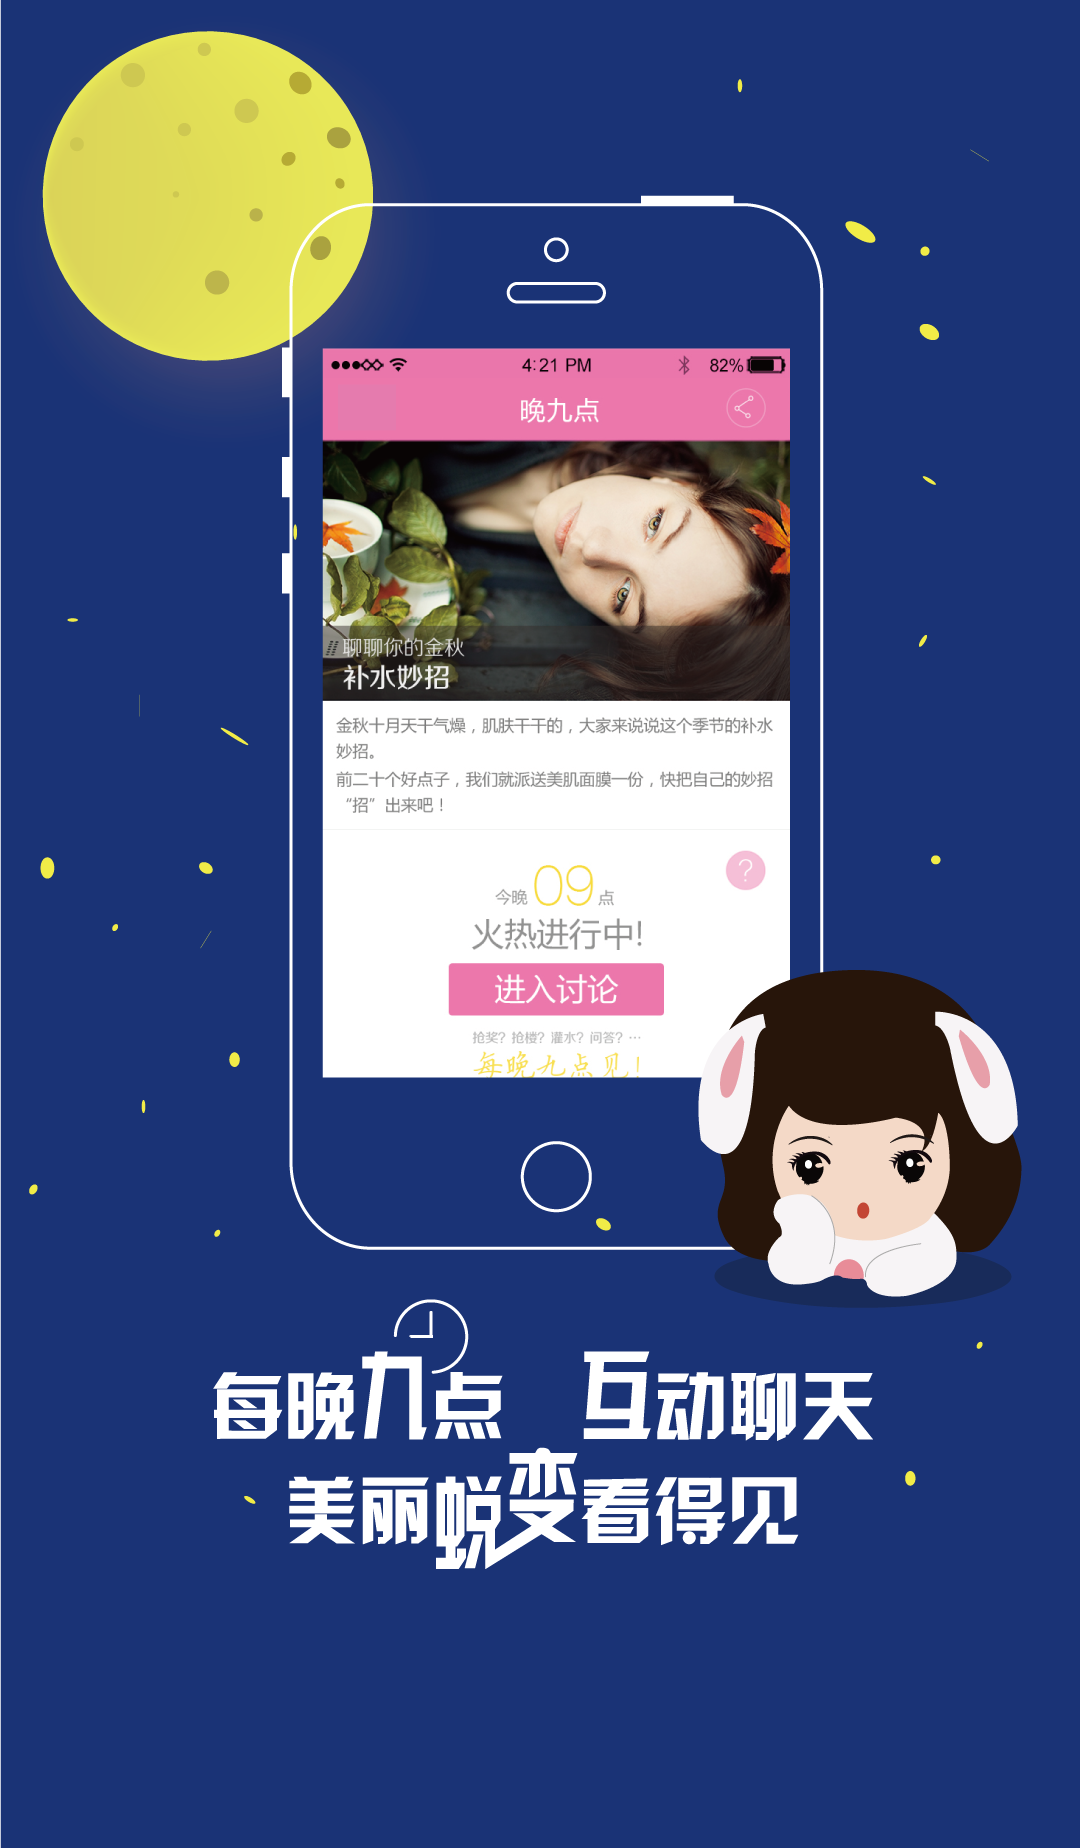 4:21 PM 82%
晚九点
聊聊你的金秋
补水妙招
金秋十月天干气燥，肌肤干干的，大家来说说这个季节的补水
妙招。
前二十个好点子，我们就派送美肌面膜一份，快把自己的妙招
“招”出来吧！
?
今晚 09 点
火热进行中!
进入讨论
抢奖? 抢楼? 灌水? 问答? …
每晚九点见!
每晚九点 互动聊天
美丽蜕变看得见